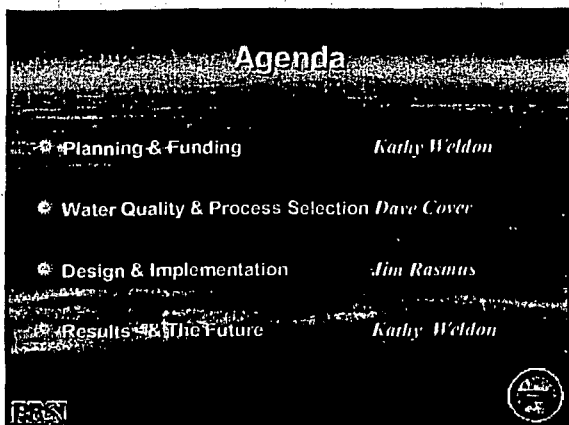 Agenda
Planning & Funding Kathy Weldon
Water Quality & Process Selection Dave Cover
Design & Implementation Jim Rasmus
Results & The Future Kathy Weldon